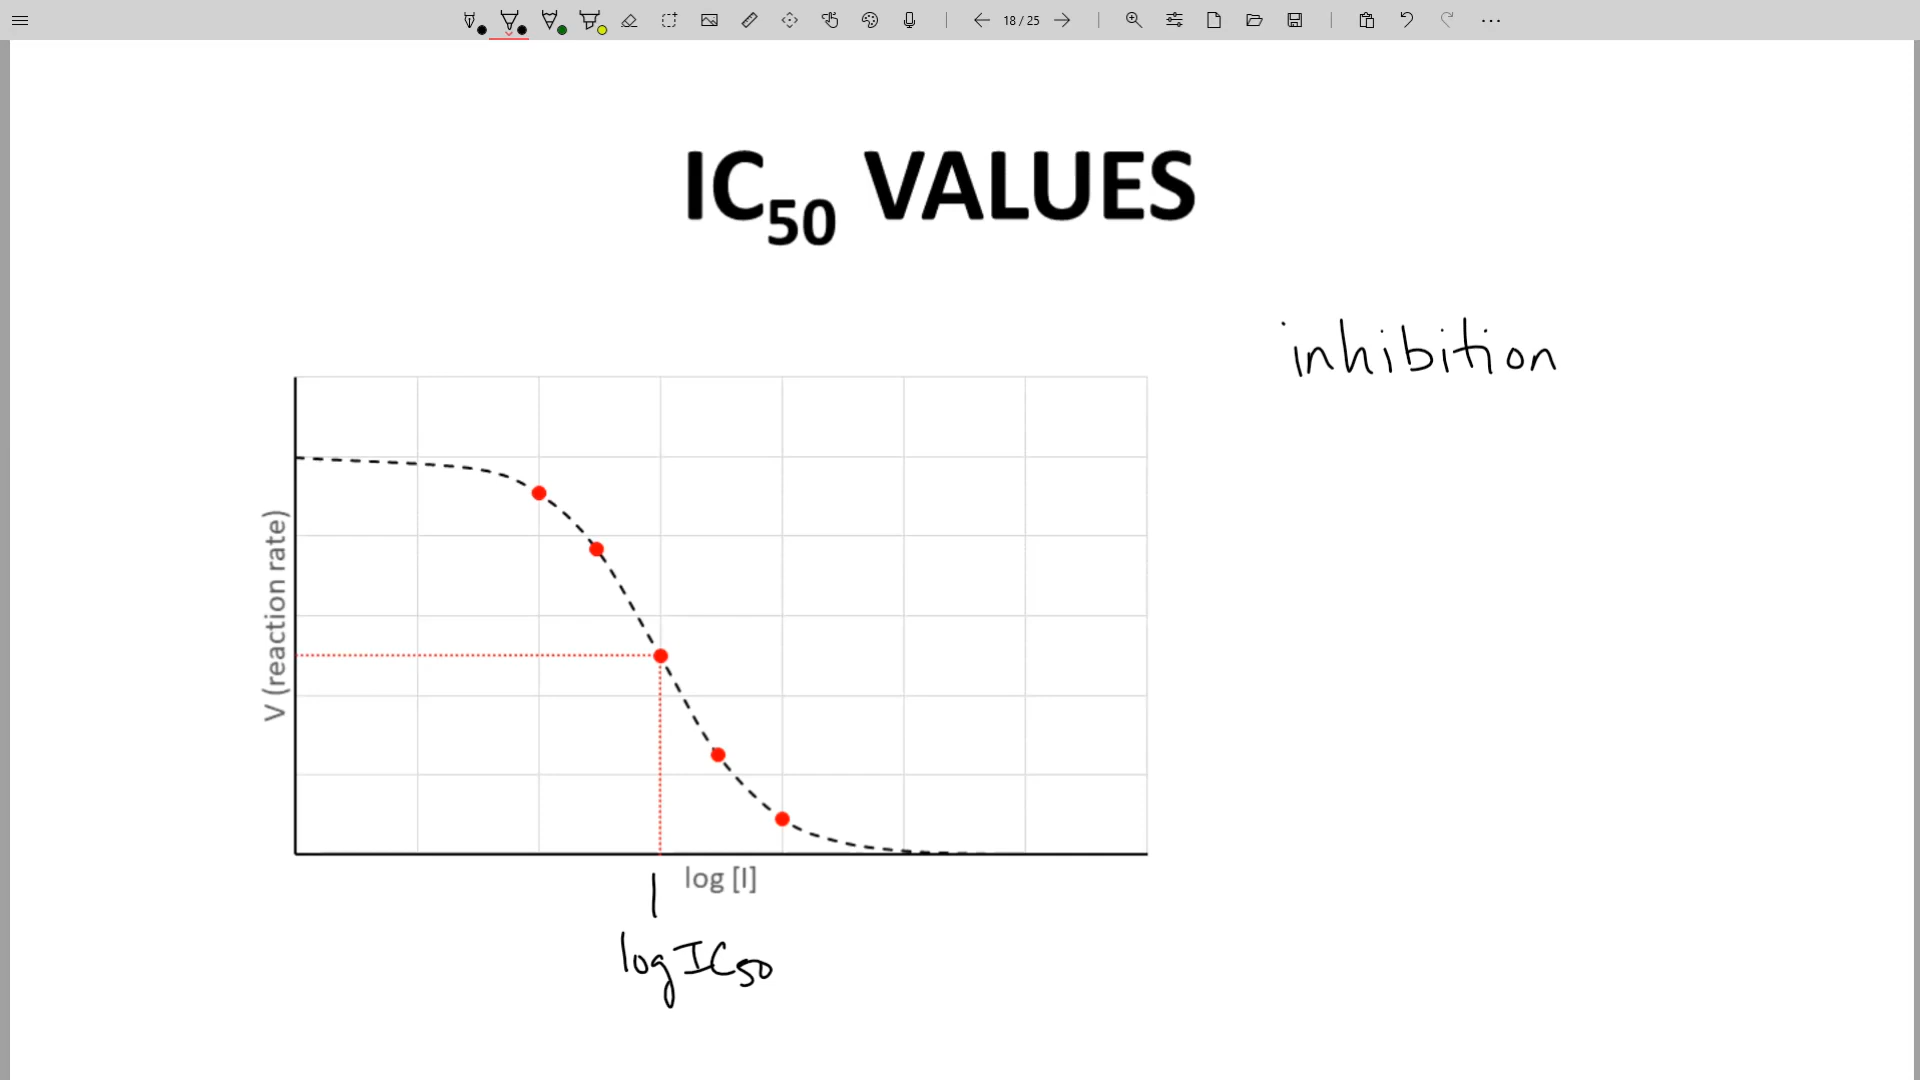 18 / 25
IC50 VALUES
inhibition
V (reaction rate)
log [I]
log IC50